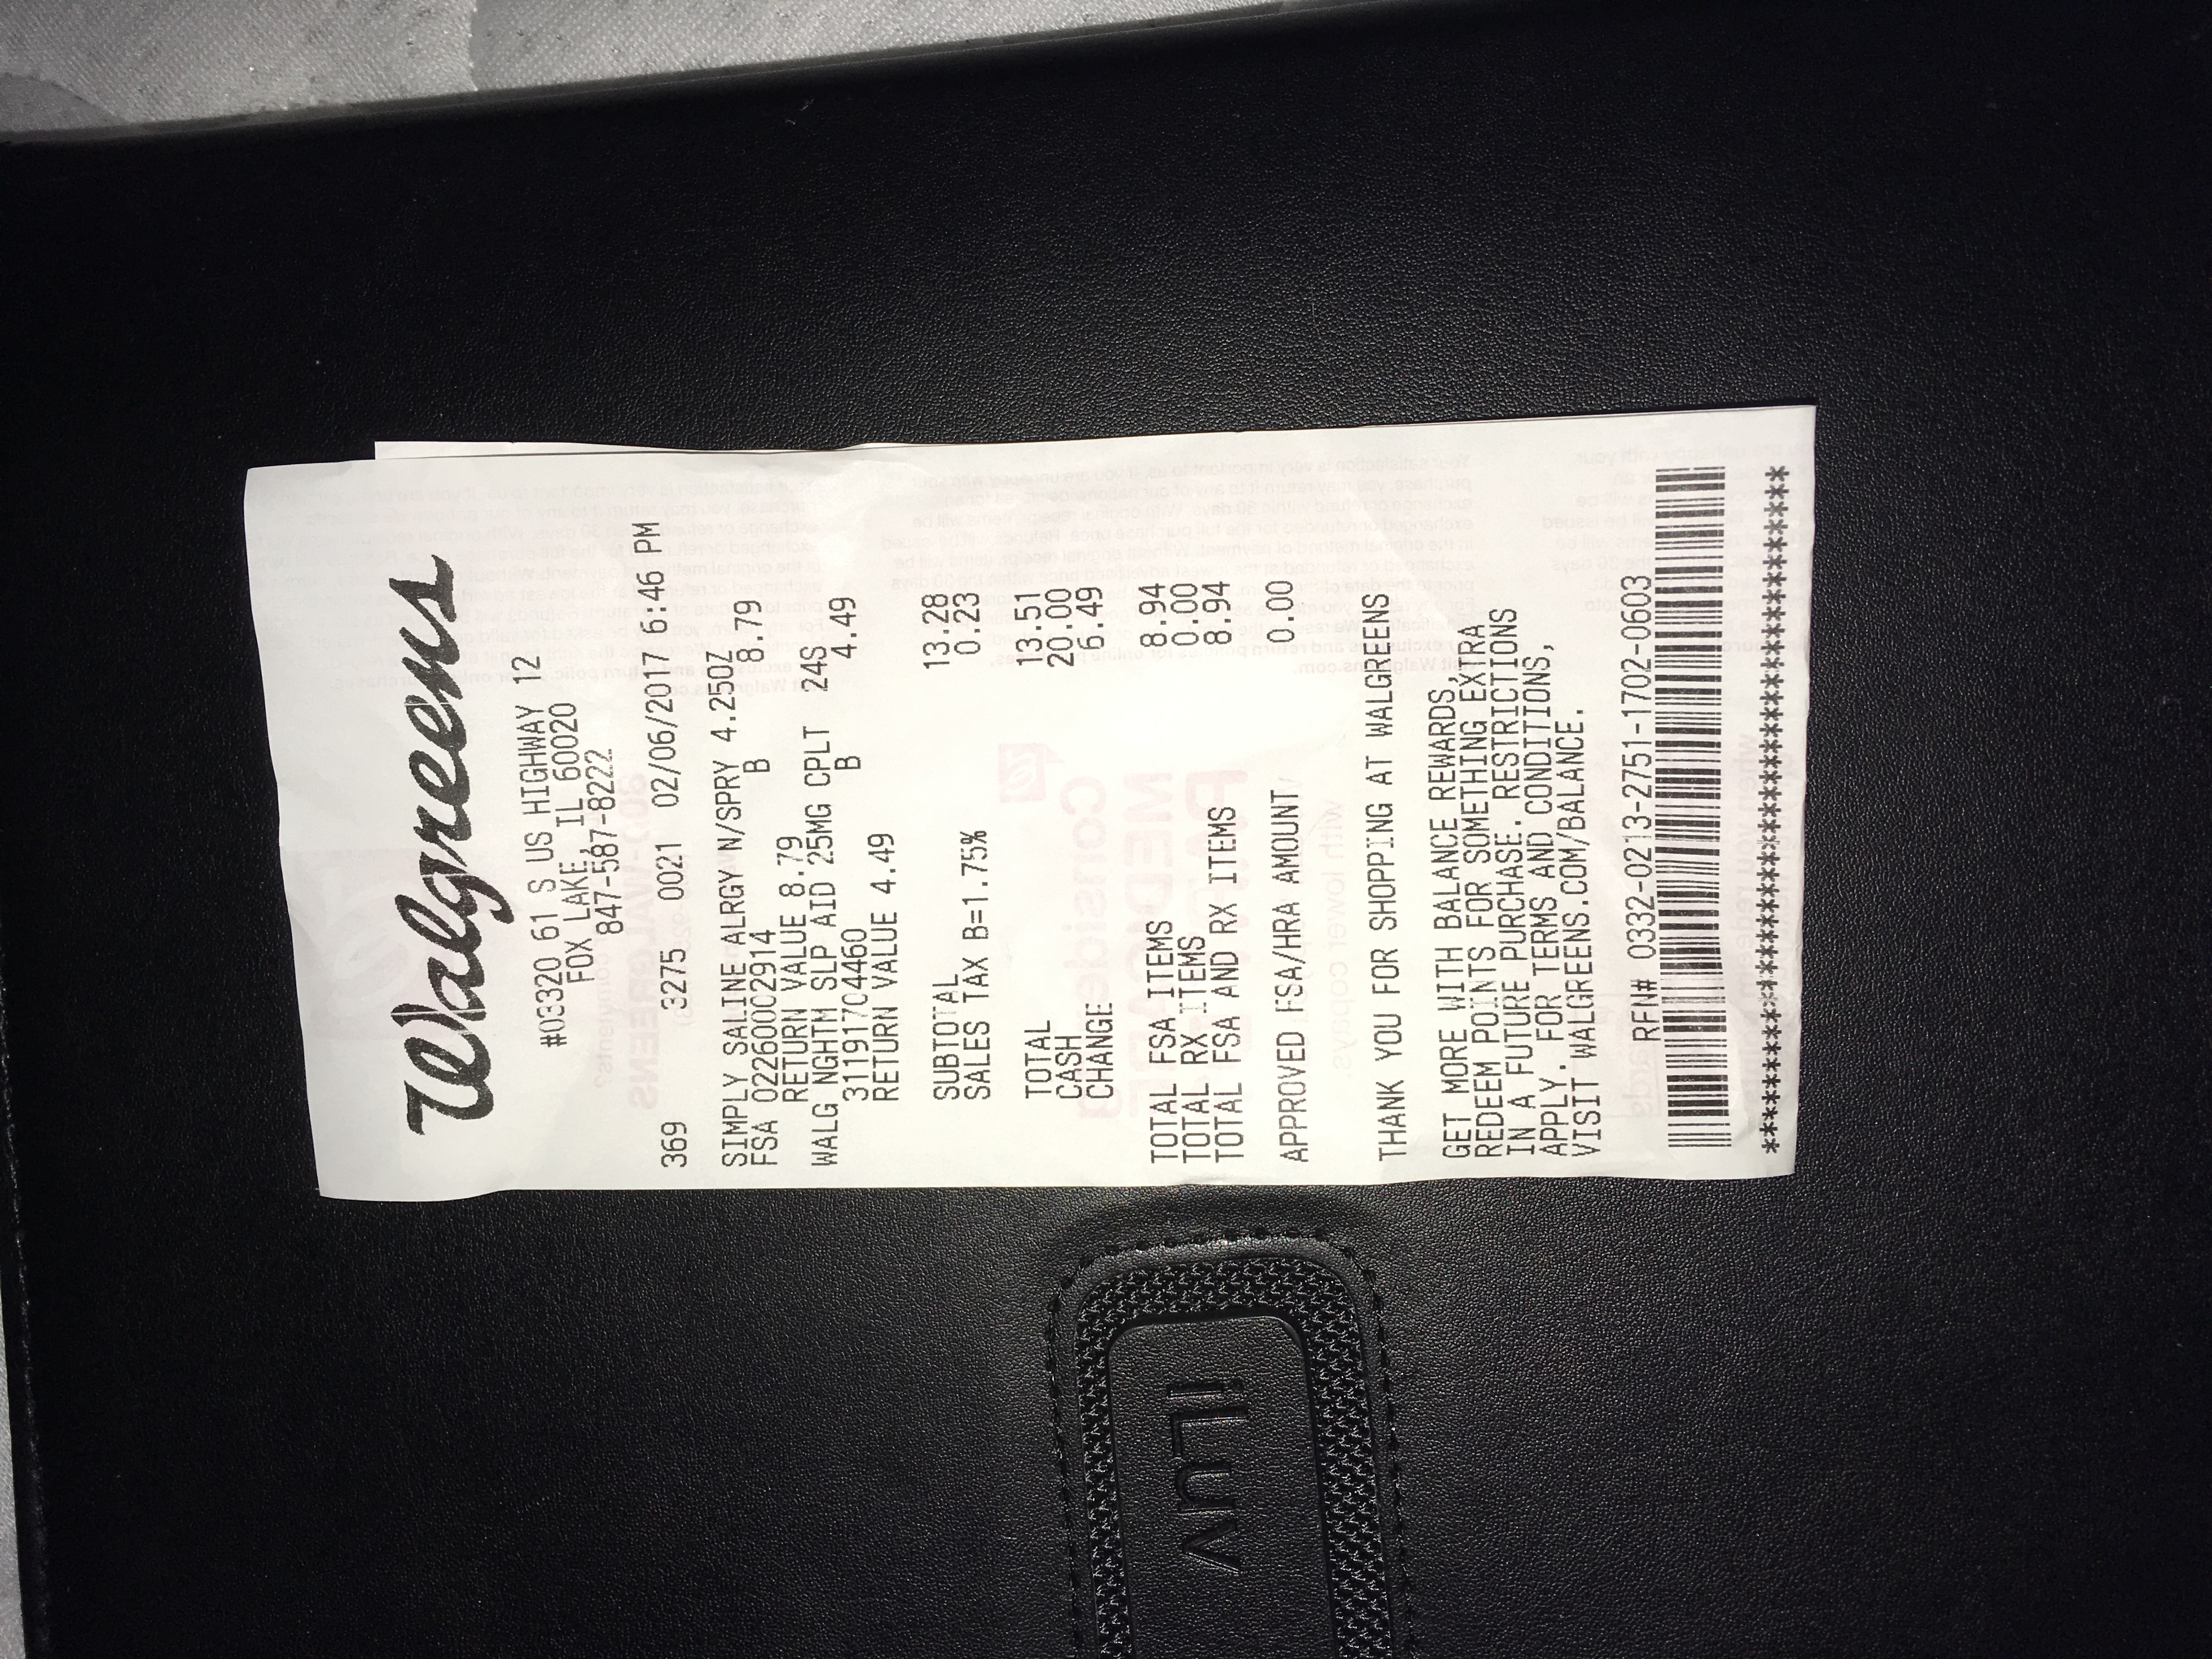 Walgreens
#03320 61 S US HIGHWAY 12
FOX LAKE, IL 60020
847-587-8222
369 3275 0021 02/06/2017 6:46 PM
SIMPLY SALINE ALRGY N/SPRY 4.25OZ
FSA 02260002914 B 8.79
RETURN VALUE 8.79
WALG NGHTM SLP AID 25MG CPLT 24S
31191704460 B 4.49
RETURN VALUE 4.49
SUBTOTAL 13.28
SALES TAX B=1.75% 0.23
TOTAL 13.51
CASH 20.00
CHANGE 6.49
TOTAL FSA ITEMS 8.94
TOTAL RX ITEMS 0.00
TOTAL FSA AND RX ITEMS 8.94
APPROVED FSA/HRA AMOUNT 0.00
THANK YOU FOR SHOPPING AT WALGREENS
GET MORE WITH BALANCE REWARDS,
REDEEM POINTS FOR SOMETHING EXTRA
IN A FUTURE PURCHASE. RESTRICTIONS
APPLY. FOR TERMS AND CONDITIONS,
VISIT WALGREENS.COM/BALANCE.
RFN# 0332-0213-2751-1702-0603
iLuv